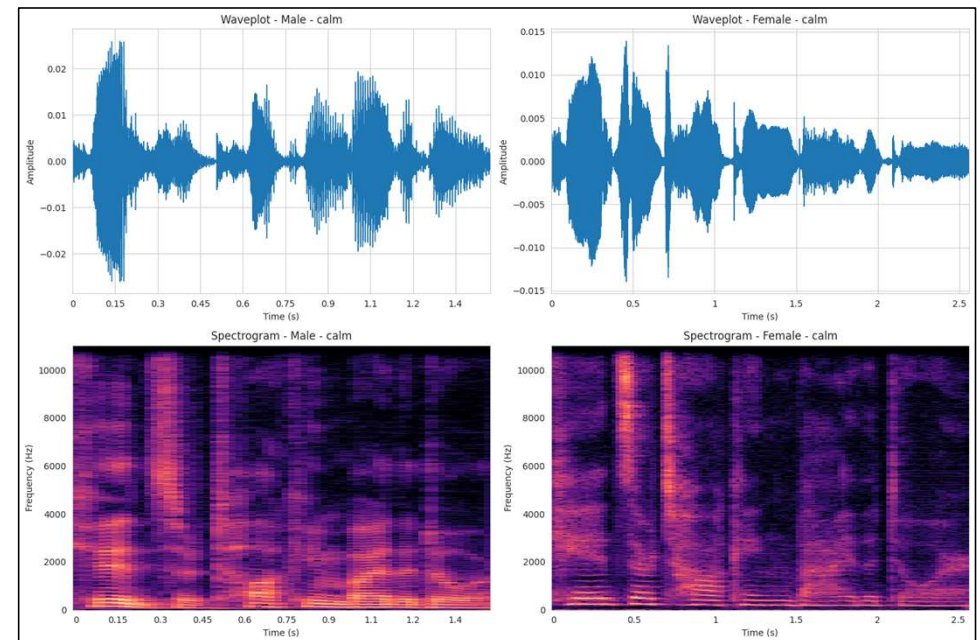 Waveplot - Male - calm
Amplitude
0.02
0.01
0.00
−0.01
−0.02
0 0.15 0.3 0.45 0.6 0.75 0.9 1.1 1.2 1.4
Time (s)
Waveplot - Female - calm
Amplitude
0.015
0.010
0.005
0.000
−0.005
−0.010
−0.015
0 0.5 1 1.5 2 2.5
Time (s)
Spectrogram - Male - calm
Frequency (Hz)
10000
8000
6000
4000
2000
0
0 0.15 0.3 0.45 0.6 0.75 0.9 1.1 1.2 1.4
Time (s)
Spectrogram - Female - calm
Frequency (Hz)
10000
8000
6000
4000
2000
0
0 0.5 1 1.5 2 2.5
Time (s)